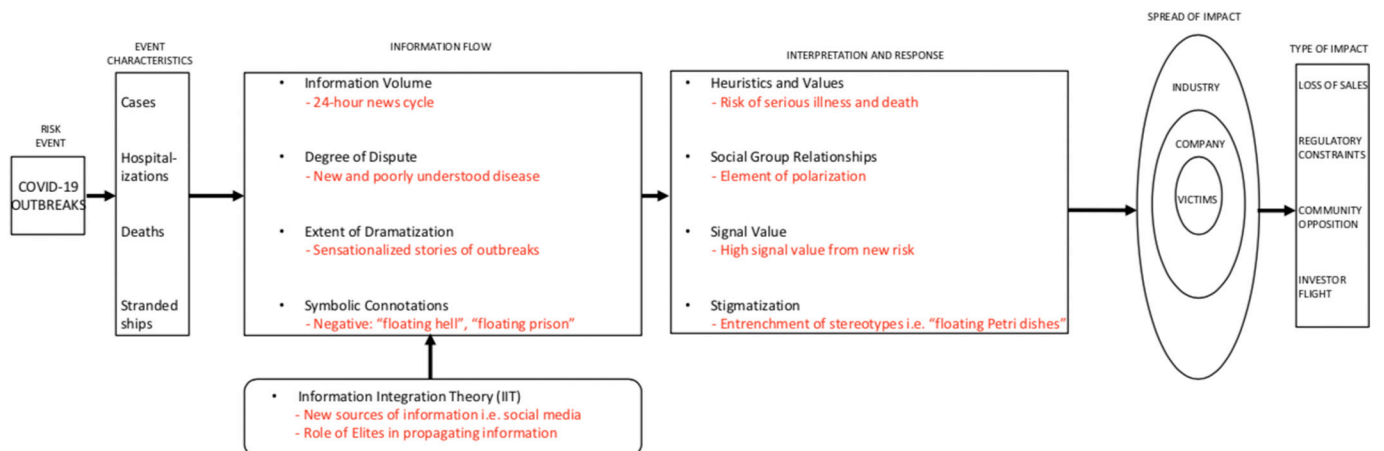 RISK
EVENT
COVID-19
OUTBREAKS
EVENT
CHARACTERISTICS
Cases
Hospital-
izations
Deaths
Stranded
ships
INFORMATION FLOW
• Information Volume
- 24-hour news cycle
• Degree of Dispute
- New and poorly understood disease
• Extent of Dramatization
- Sensationalized stories of outbreaks
• Symbolic Connotations
- Negative: “floating hell”, “floating prison”
• Information Integration Theory (IIT)
- New sources of information i.e. social media
- Role of Elites in propagating information
INTERPRETATION AND RESPONSE
• Heuristics and Values
- Risk of serious illness and death
• Social Group Relationships
- Element of polarization
• Signal Value
- High signal value from new risk
• Stigmatization
- Entrenchment of stereotypes i.e. “floating Petri dishes”
SPREAD OF IMPACT
INDUSTRY
COMPANY
VICTIMS
TYPE OF IMPACT
LOSS OF SALES
REGULATORY
CONSTRAINTS
COMMUNITY
OPPOSITION
INVESTOR
FLIGHT